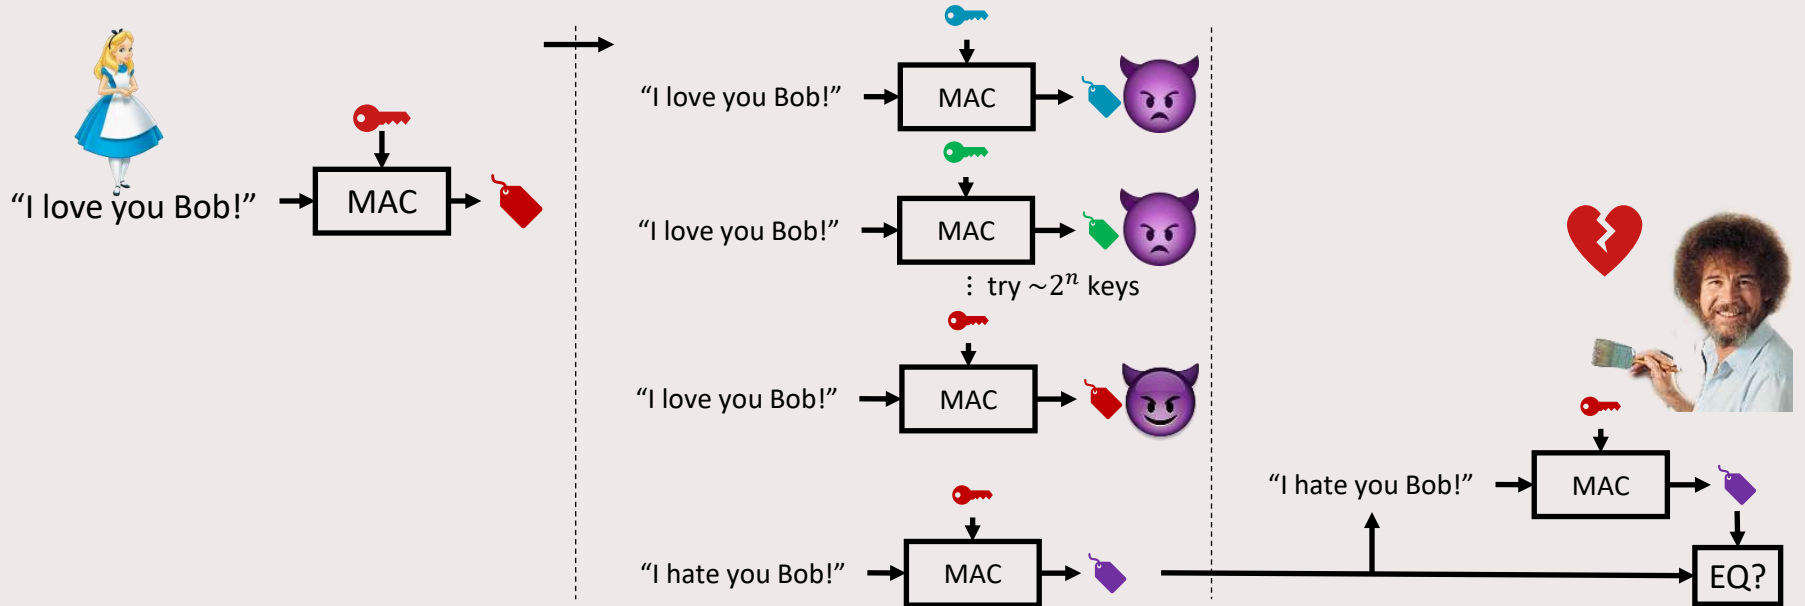 “I love you Bob!”
MAC
“I love you Bob!”
MAC
“I love you Bob!”
MAC
⋮ try ~2ⁿ keys
“I love you Bob!”
MAC
“I hate you Bob!”
MAC
“I hate you Bob!”
MAC
EQ?